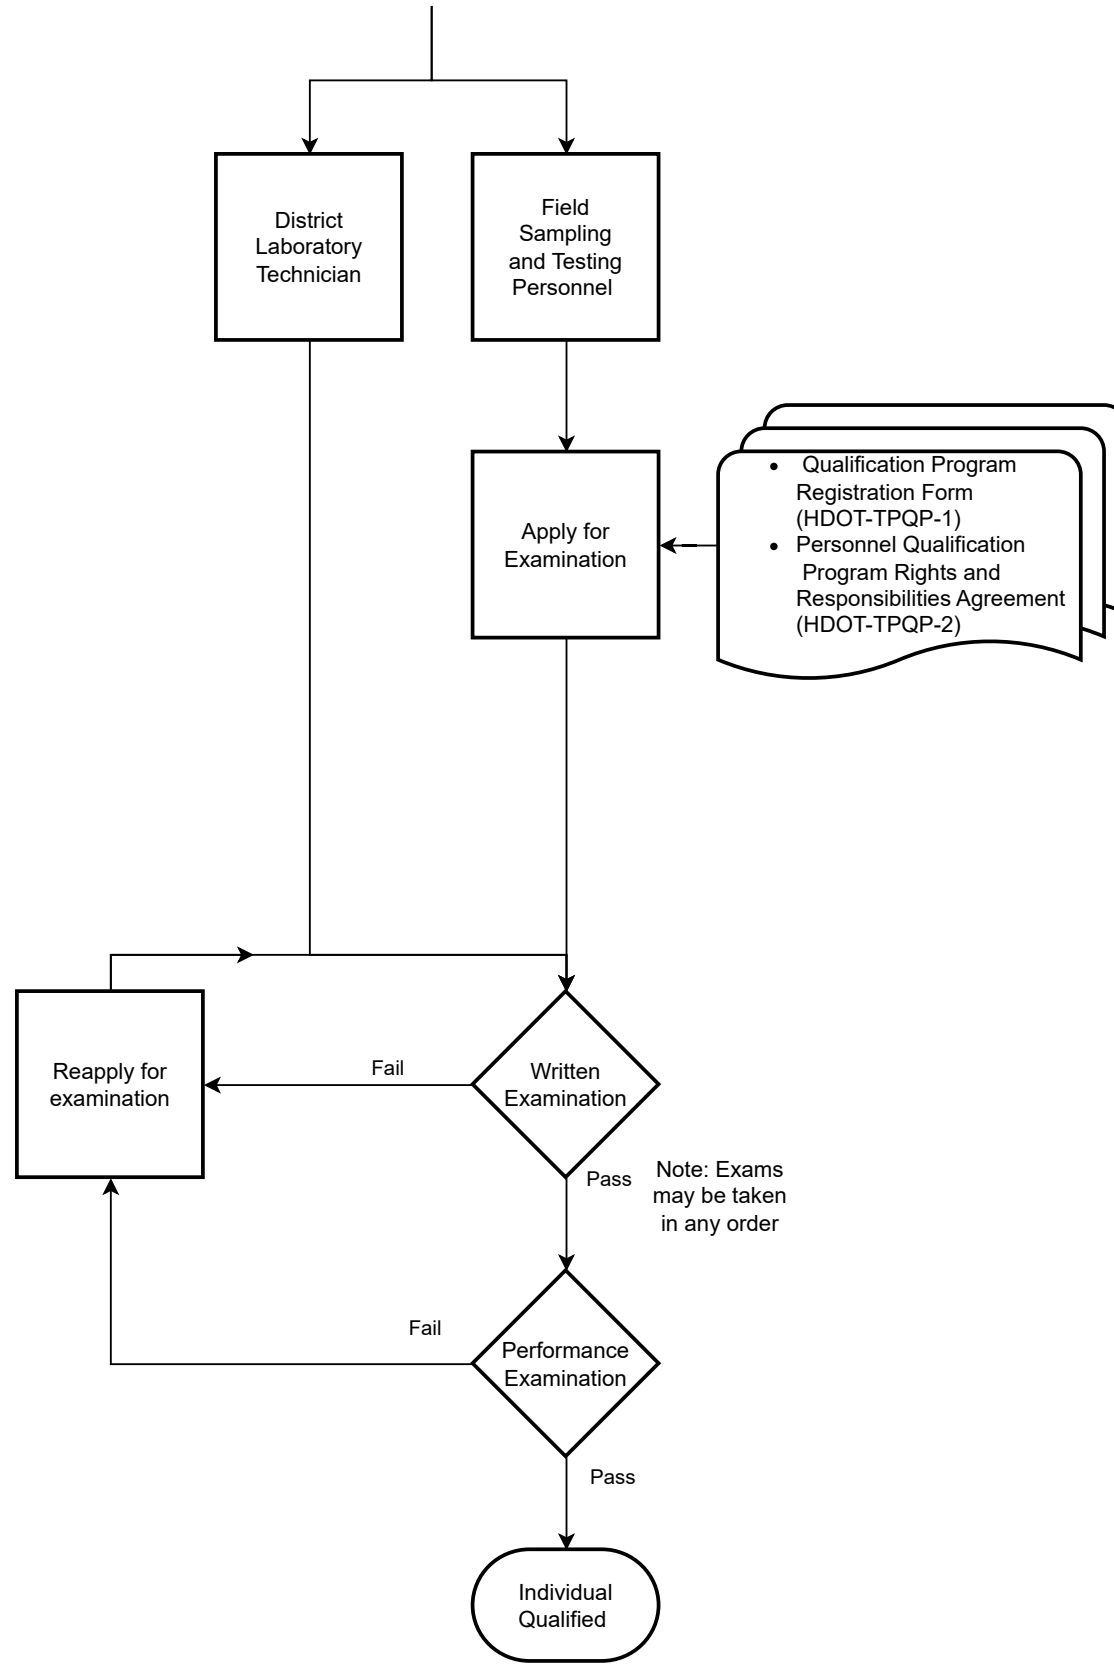 District
Laboratory
Technician
Field
Sampling
and Testing
Personnel
Apply for
Examination
• Qualification Program
Registration Form
(HDOT-TPQP-1)
• Personnel Qualification
Program Rights and
Responsibilities Agreement
(HDOT-TPQP-2)
Reapply for
examination
Fail
Written
Examination
Pass
Note: Exams
may be taken
in any order
Fail
Performance
Examination
Pass
Individual
Qualified